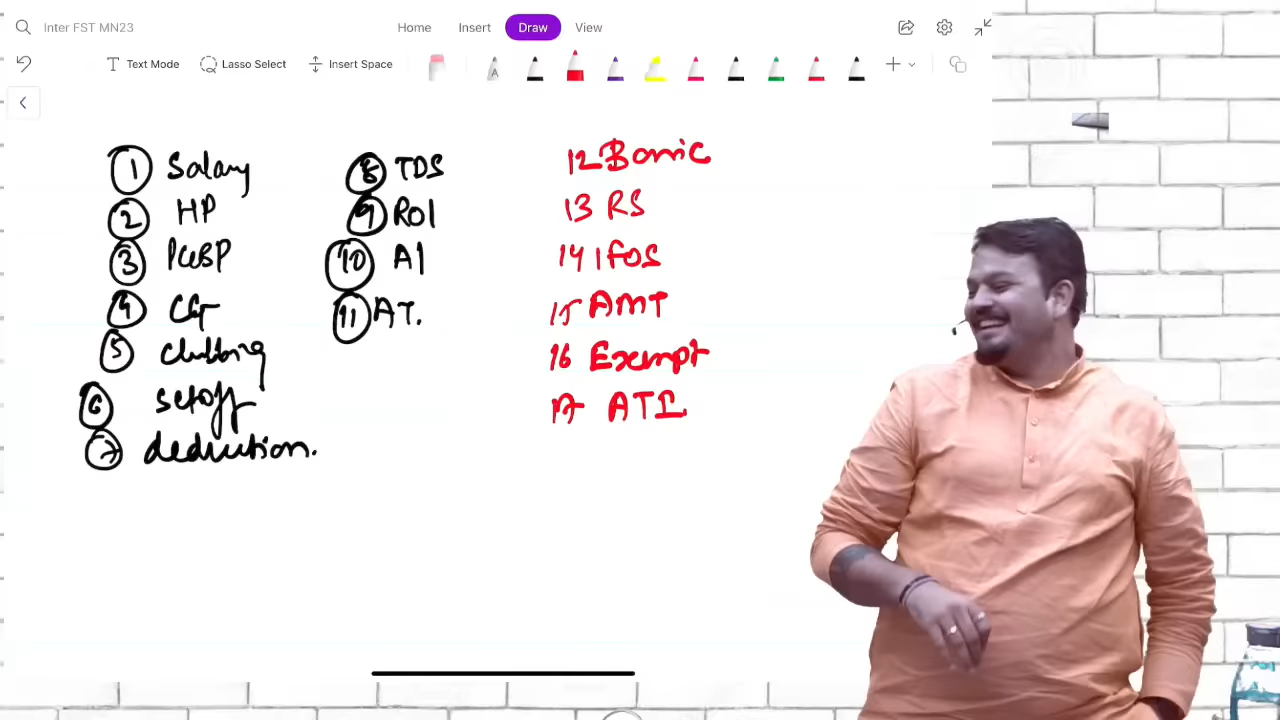 Inter FST MN23
Home Insert Draw View
Text Mode Lasso Select Insert Space
1 Salary
2 HP
3 PGBP
4 CG
5 clubbing
6 setoff
7 deduction.
8 TDS
9 ROI
10 AI
11 AT.
12 Basic
13 RS
14 IFOS
15 AMT
16 Exempt
17 ATI